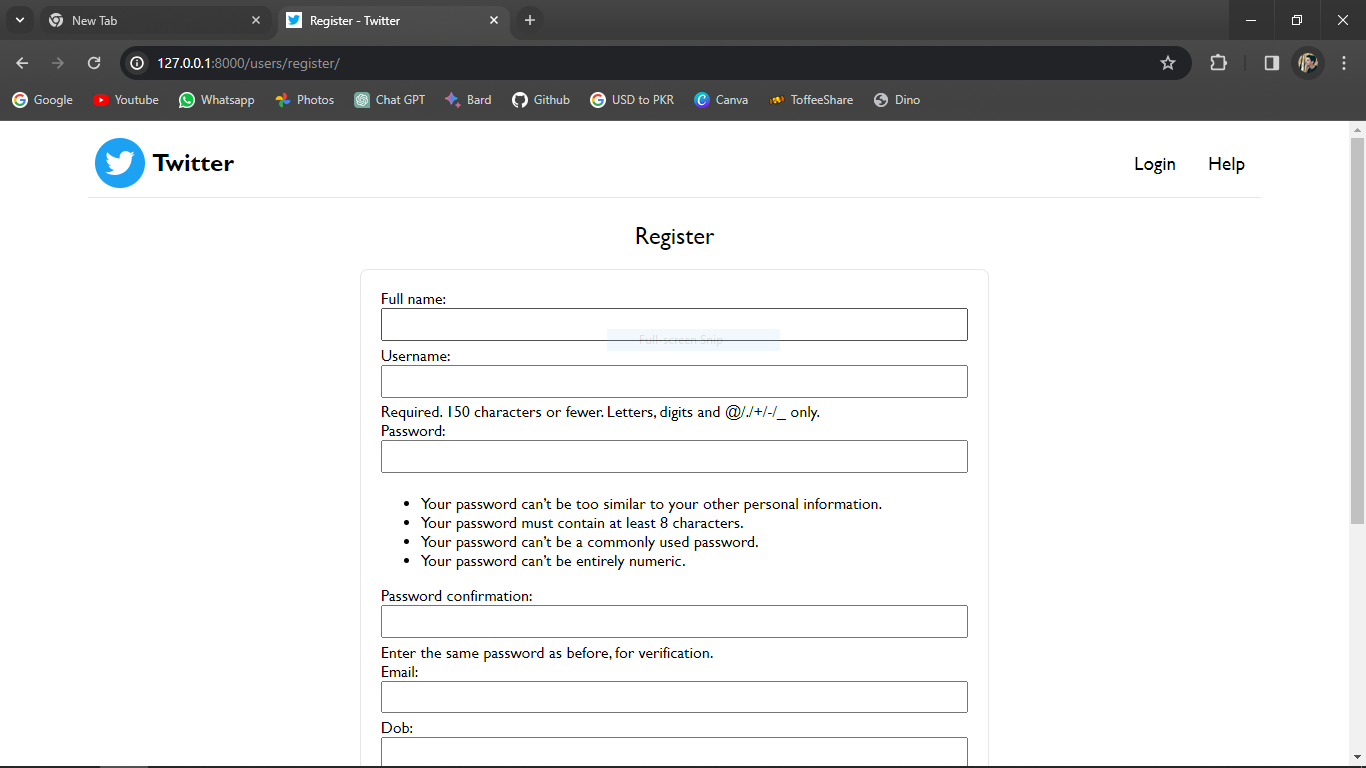 New Tab
Register - Twitter
127.0.0.1:8000/users/register/
Google Youtube Whatsapp Photos Chat GPT Bard Github USD to PKR Canva ToffeeShare Dino
Twitter
Login Help
Register
Full name:
Full-screen Snip
Username:
Required. 150 characters or fewer. Letters, digits and @/./+/-/_ only.
Password:
• Your password can't be too similar to your other personal information.
• Your password must contain at least 8 characters.
• Your password can't be a commonly used password.
• Your password can't be entirely numeric.
Password confirmation:
Enter the same password as before, for verification.
Email:
Dob: